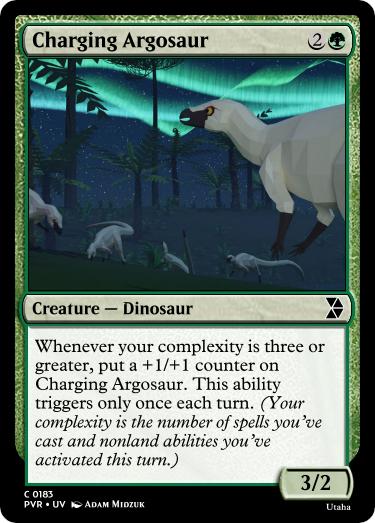 Charging Argosaur 2
Creature — Dinosaur
Whenever your complexity is three or
greater, put a +1/+1 counter on
Charging Argosaur. This ability
triggers only once each turn. (Your
complexity is the number of spells you’ve
cast and nonland abilities you’ve
activated this turn.)
3/2
C 0183
PVR • UV Adam Midzuk
Utaha